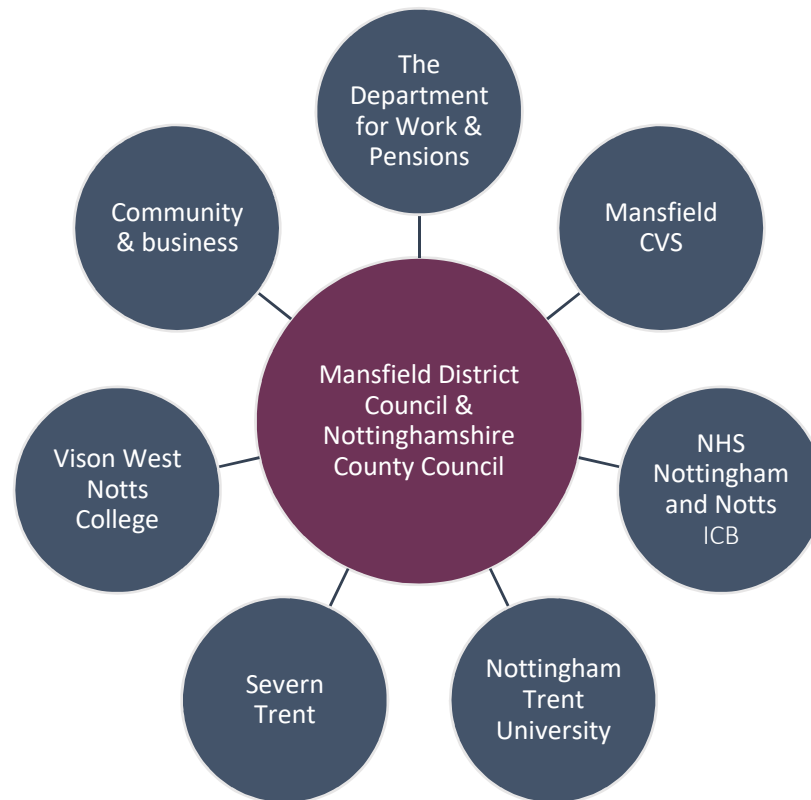 The
Department
for Work &
Pensions
Community
& business
Mansfield
CVS
Mansfield District
Council &
Nottinghamshire
County Council
Vison West
Notts
College
NHS
Nottingham
and Notts
ICB
Severn
Trent
Nottingham
Trent
University